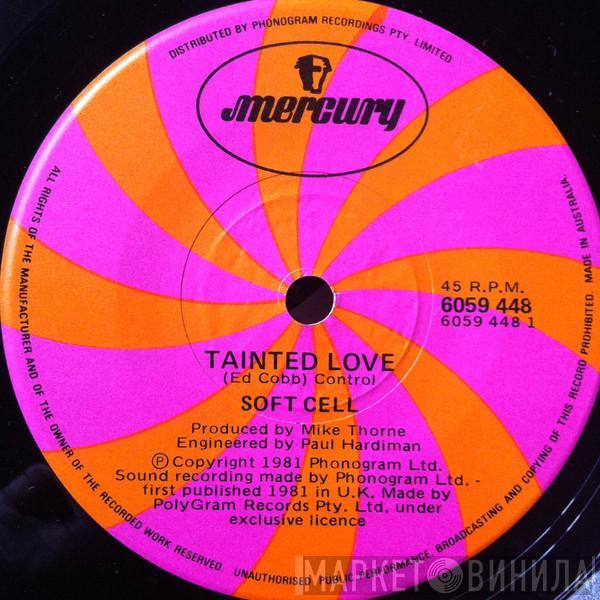 DISTRIBUTED BY PHONOGRAM RECORDINGS PTY. LIMITED
mercury
45 R.P.M.
6059 448
6059 448 1
TAINTED LOVE
(Ed Cobb) Control
SOFT CELL
Produced by Mike Thorne
Engineered by Paul Hardiman
Ⓟ Copyright 1981 Phonogram Ltd.
Sound recording made by Phonogram Ltd. -
first published 1981 in U.K. Made by
PolyGram Records Pty. Ltd. under
exclusive licence
ALL RIGHTS OF THE MANUFACTURER AND OF THE OWNER OF THE RECORDED WORK RESERVED. UNAUTHORISED PUBLIC PERFORMANCE, BROADCASTING AND COPYING OF THIS RECORD PROHIBITED. MADE IN AUSTRALIA.
МАРКЕТ ВИНИЛА